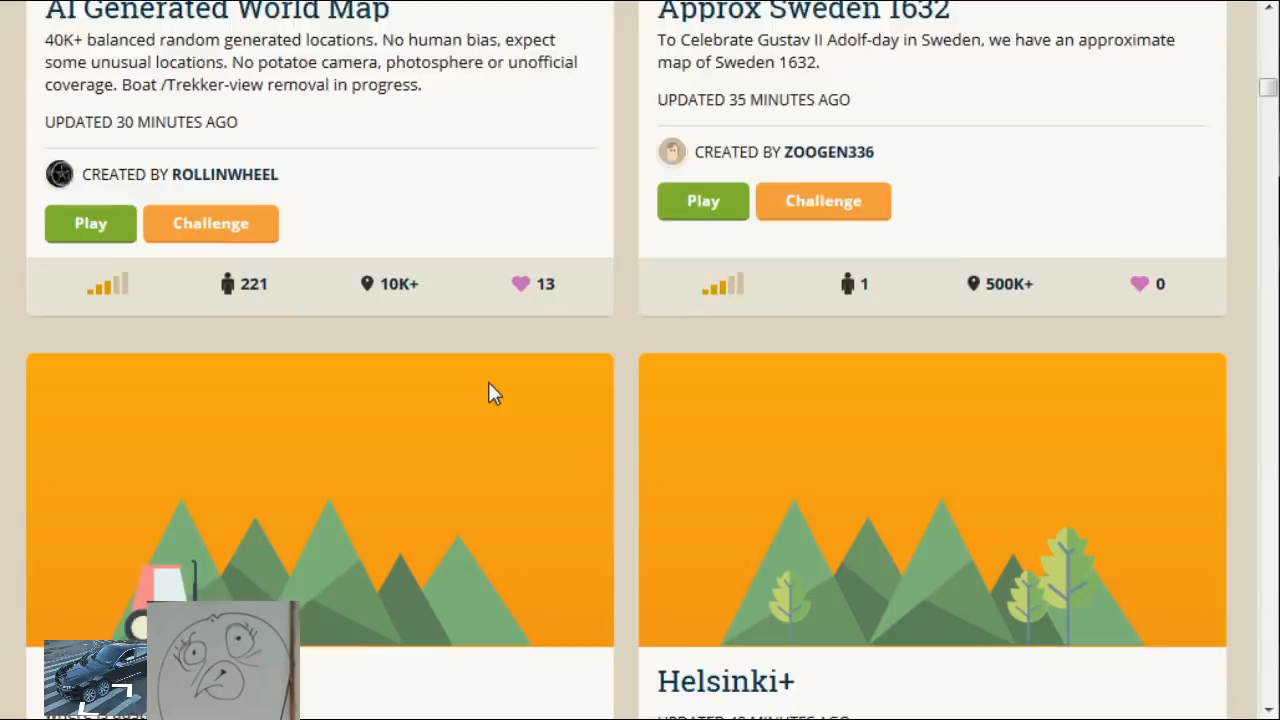 AI Generated World Map
40K+ balanced random generated locations. No human bias, expect
some unusual locations. No potatoe camera, photosphere or unofficial
coverage. Boat /Trekker-view removal in progress.
UPDATED 30 MINUTES AGO
CREATED BY ROLLINWHEEL
Play Challenge
221 10K+ 13
Approx Sweden 1632
To Celebrate Gustav II Adolf-day in Sweden, we have an approximate
map of Sweden 1632.
UPDATED 35 MINUTES AGO
CREATED BY ZOOGEN336
Play Challenge
1 500K+ 0
Helsinki+